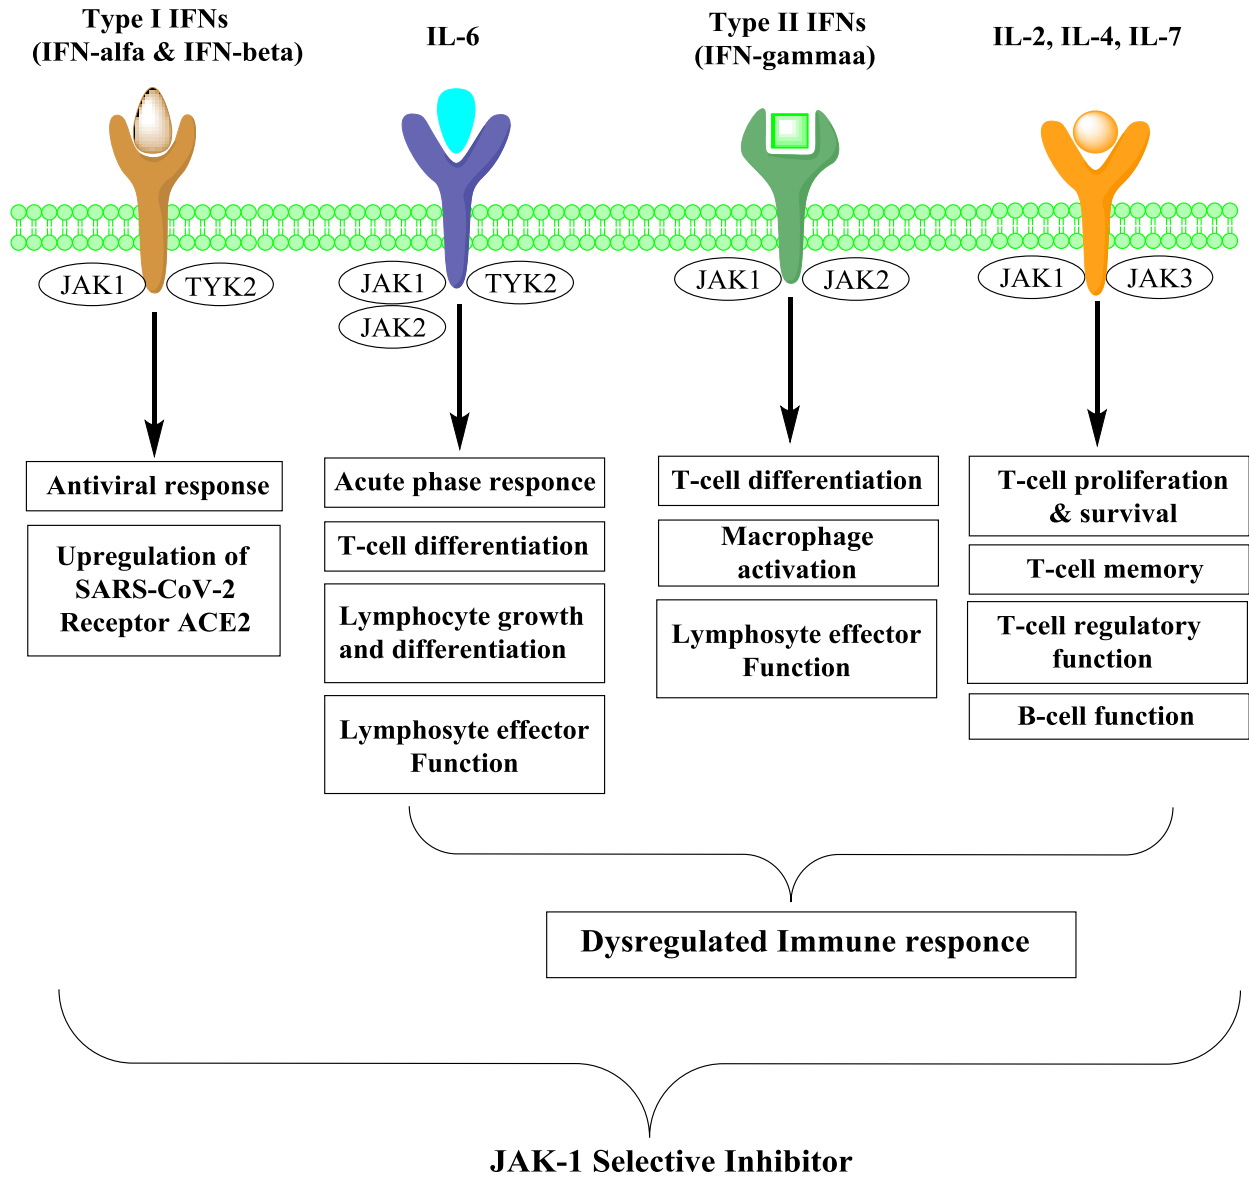 Type I IFNs
(IFN-alfa & IFN-beta)
IL-6
Type II IFNs
(IFN-gammaa)
IL-2, IL-4, IL-7
JAK1
TYK2
JAK1
TYK2
JAK2
JAK1
JAK2
JAK1
JAK3
Antiviral response
Upregulation of
SARS-CoV-2
Receptor ACE2
Acute phase responce
T-cell differentiation
Lymphocyte growth
and differentiation
Lymphosyte effector
Function
T-cell differentiation
Macrophage
activation
Lymphosyte effector
Function
T-cell proliferation
& survival
T-cell memory
T-cell regulatory
function
B-cell function
Dysregulated Immune responce
JAK-1 Selective Inhibitor